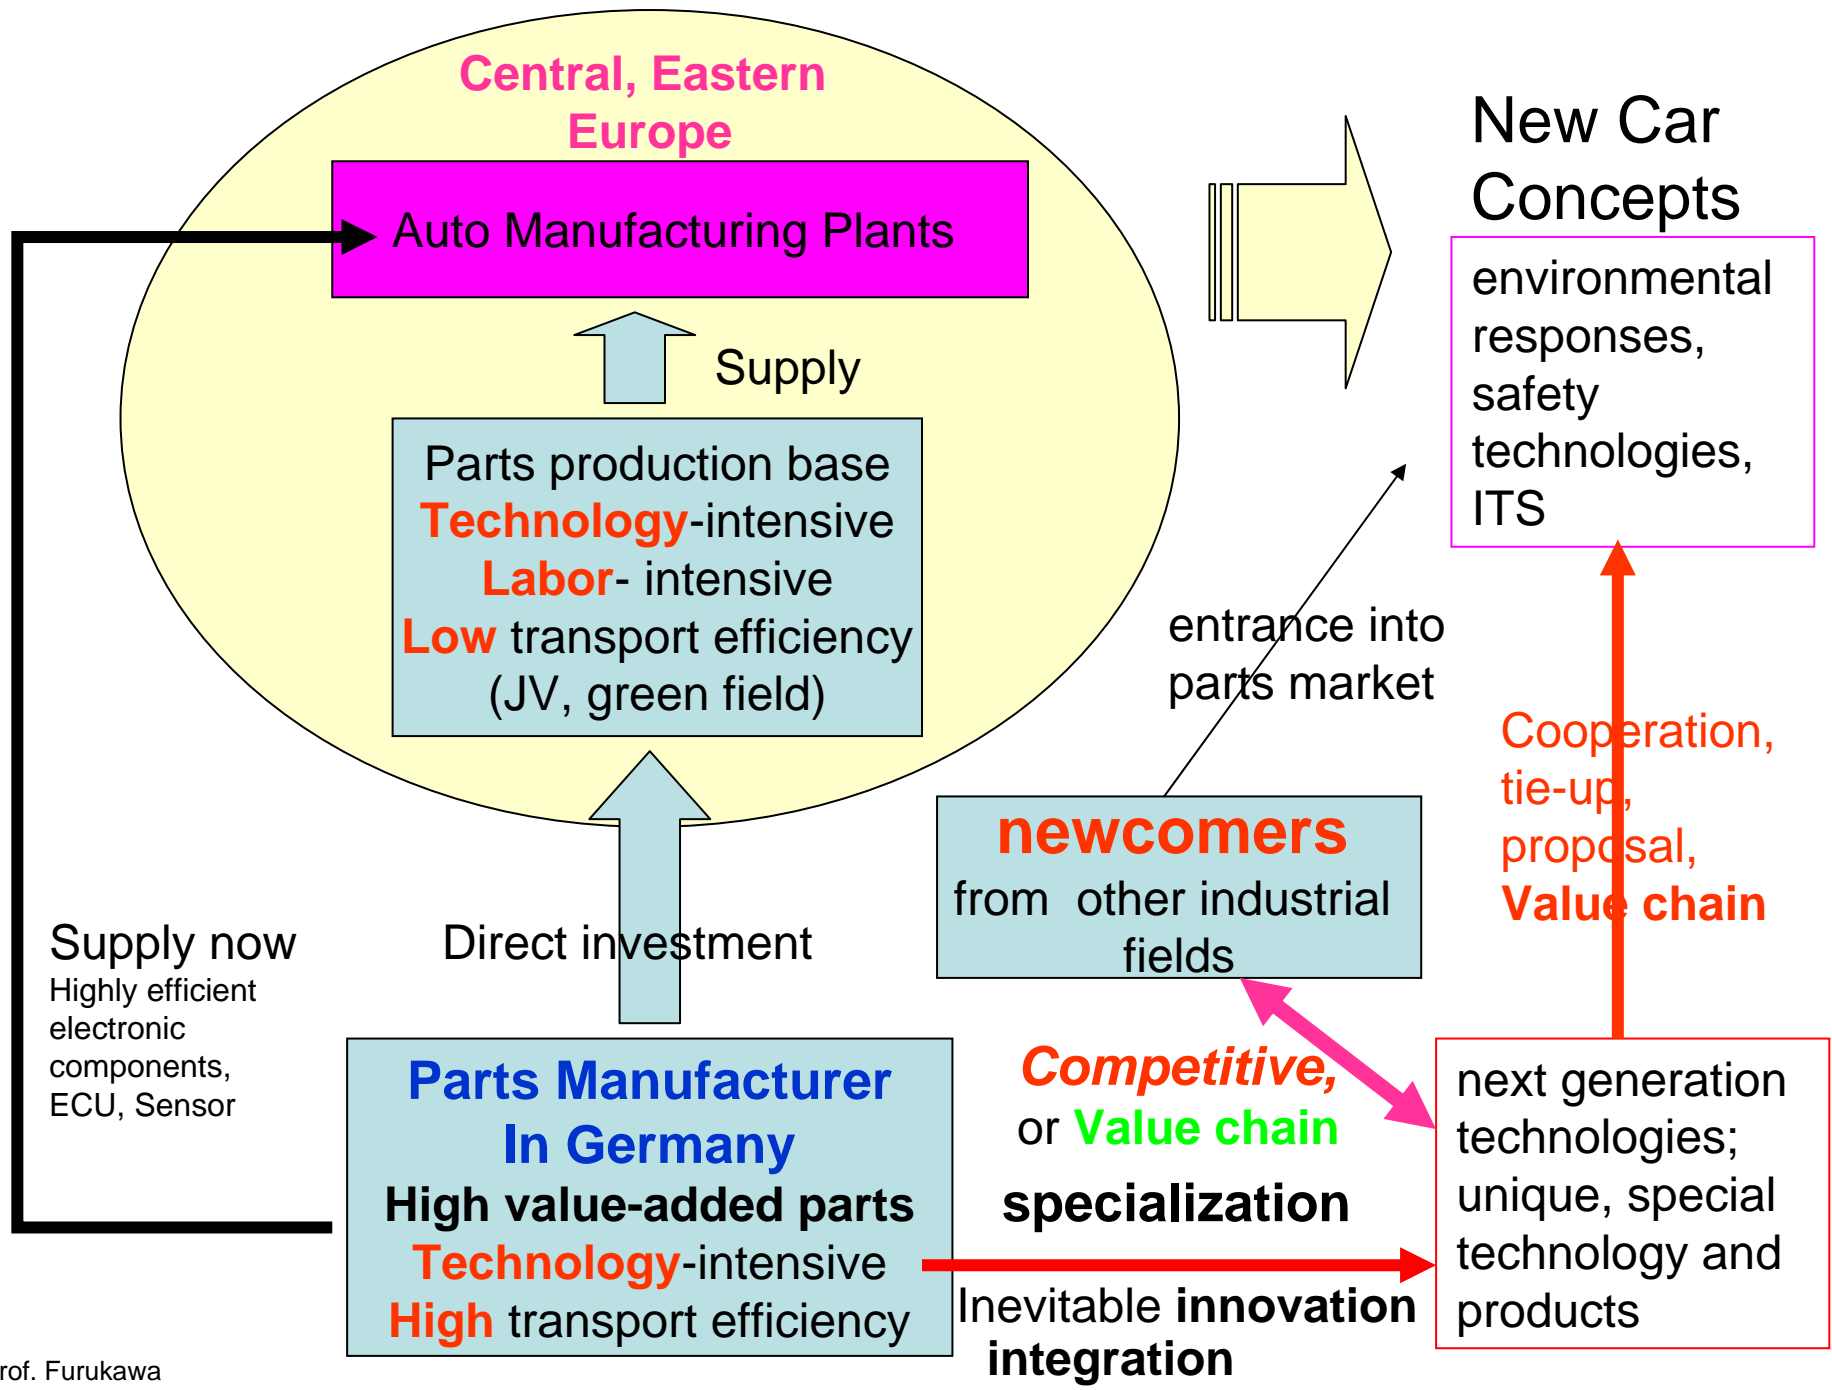 Central, Eastern
Europe
Auto Manufacturing Plants
Supply
Parts production base
Technology-intensive
Labor- intensive
Low transport efficiency
(JV, green field)
New Car
Concepts
environmental
responses,
safety
technologies,
ITS
entrance into
parts market
Cooperation,
tie-up,
proposal,
Value chain
newcomers
from other industrial
fields
Supply now
Highly efficient
electronic
components,
ECU, Sensor
Direct investment
Parts Manufacturer
In Germany
High value-added parts
Technology-intensive
High transport efficiency
Competitive,
or Value chain
specialization
Inevitable innovation
integration
next generation
technologies;
unique, special
technology and
products
rof. Furukawa